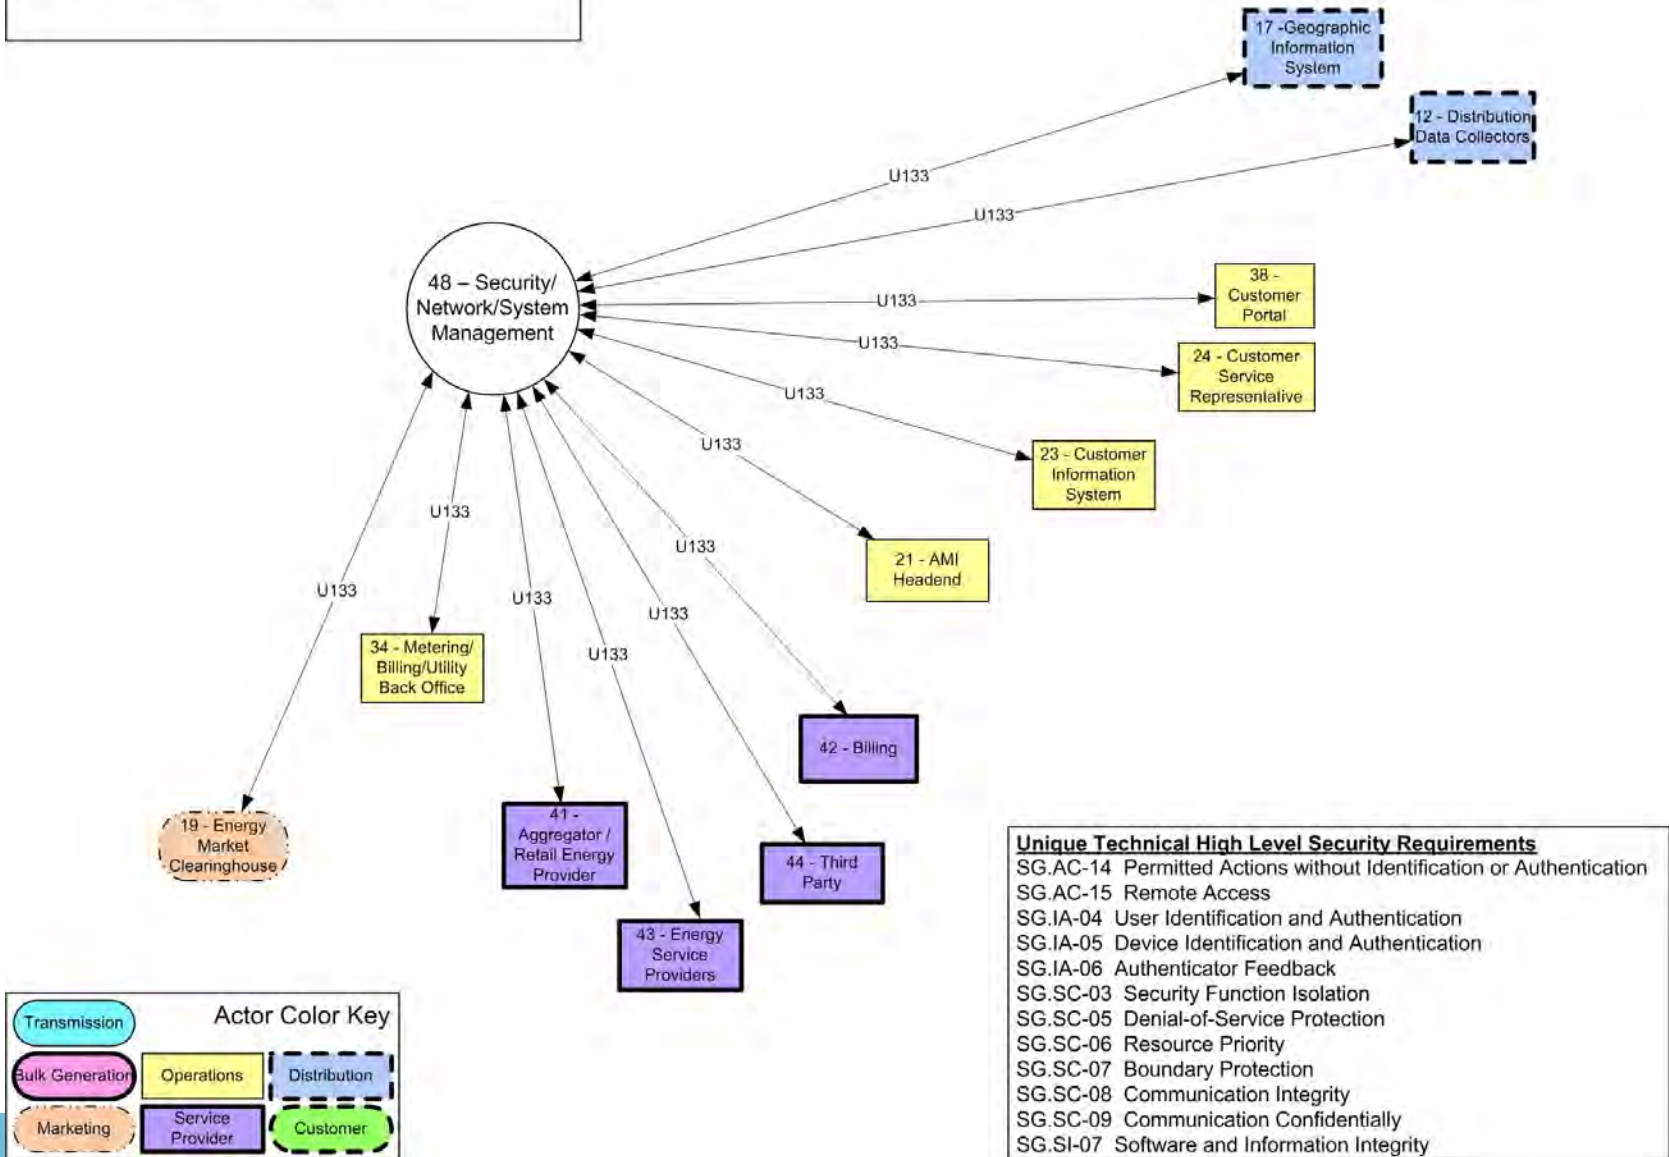 17 -Geographic
Information
System
12 - Distribution
Data Collectors
U133
U133
48 – Security/
Network/System
Management
38 -
Customer
Portal
U133
24 - Customer
Service
Representative
U133
U133
23 - Customer
Information
System
U133
U133
U133
21 - AMI
Headend
U133
U133
U133
U133
34 - Metering/
Billing/Utility
Back Office
42 - Billing
19 - Energy
Market
Clearinghouse
41 -
Aggregator /
Retail Energy
Provider
44 - Third
Party
43 - Energy
Service
Providers
Unique Technical High Level Security Requirements
SG.AC-14 Permitted Actions without Identification or Authentication
SG.AC-15 Remote Access
SG.IA-04 User Identification and Authentication
SG.IA-05 Device Identification and Authentication
SG.IA-06 Authenticator Feedback
SG.SC-03 Security Function Isolation
SG.SC-05 Denial-of-Service Protection
SG.SC-06 Resource Priority
SG.SC-07 Boundary Protection
SG.SC-08 Communication Integrity
SG.SC-09 Communication Confidentially
SG.SI-07 Software and Information Integrity
Actor Color Key
Transmission
Bulk Generation
Operations
Distribution
Marketing
Service
Provider
Customer